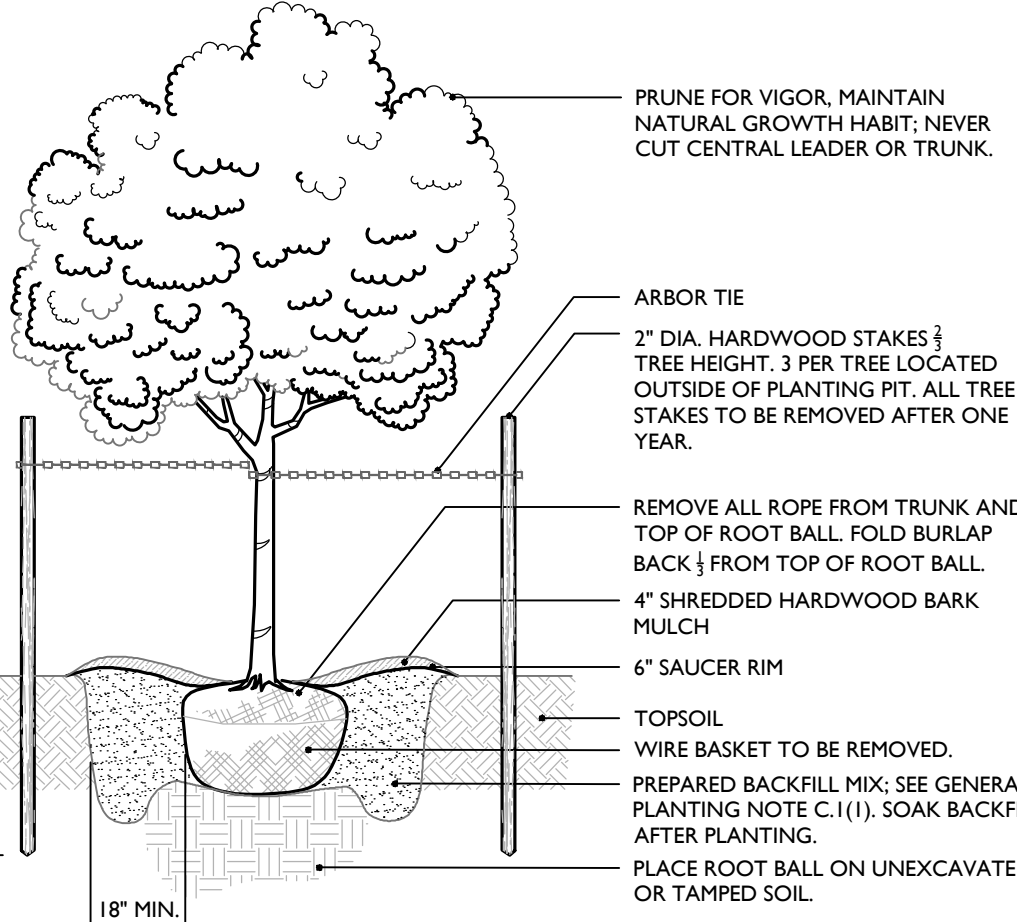 PRUNE FOR VIGOR, MAINTAIN
NATURAL GROWTH HABIT; NEVER
CUT CENTRAL LEADER OR TRUNK.
ARBOR TIE
2" DIA. HARDWOOD STAKES 2/3
TREE HEIGHT. 3 PER TREE LOCATED
OUTSIDE OF PLANTING PIT. ALL TREE
STAKES TO BE REMOVED AFTER ONE
YEAR.
REMOVE ALL ROPE FROM TRUNK AND
TOP OF ROOT BALL. FOLD BURLAP
BACK 1/3 FROM TOP OF ROOT BALL.
4" SHREDDED HARDWOOD BARK
MULCH
6" SAUCER RIM
TOPSOIL
WIRE BASKET TO BE REMOVED.
PREPARED BACKFILL MIX; SEE GENERA
PLANTING NOTE C.1(1). SOAK BACKF
AFTER PLANTING.
PLACE ROOT BALL ON UNEXCAVATE
OR TAMPED SOIL.
18" MIN.